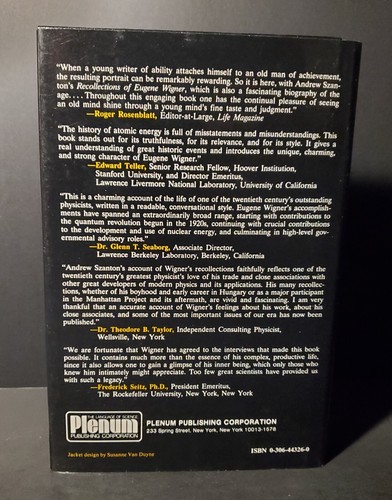 "When a young writer of ability attaches himself to an old man of achievement,
the resulting portrait can be remarkably rewarding. So it is here, with Andrew Szan-
ton's Recollections of Eugene Wigner, which is also a fascinating biography of the
age. . . . Throughout this engaging book one has the continual pleasure of seeing
an old mind shine through a young mind's fine taste and judgment."
—Roger Rosenblatt, Editor-at-Large, Life Magazine
"The history of atomic energy is full of misstatements and misunderstandings. This
book stands out for its truthfulness, for its relevance, and for its style. It gives a
real understanding of great historic events and introduces the unique, charming,
and strong character of Eugene Wigner."
—Edward Teller, Senior Research Fellow, Hoover Institution,
Stanford University, and Director Emeritus,
Lawrence Livermore National Laboratory, University of California
"This is a charming account of the life of one of the twentieth century's outstanding
physicists, written in a readable, conversational style. Eugene Wigner's accomplish-
ments have spanned an extraordinarily broad range, starting with contributions to
the quantum revolution begun in the 1920s, continuing with crucial contributions
to the development and use of nuclear energy, and culminating in high-level gov-
ernmental advisory roles."
—Dr. Glenn T. Seaborg, Associate Director,
Lawrence Berkeley Laboratory, Berkeley, California
"Andrew Szanton's account of Wigner's recollections faithfully reflects one of the
twentieth century's greatest physicist's love of his trade and close associations with
other great developers of modern physics and its applications. His many recollec-
tions, whether of his boyhood and early career in Hungary or as a major participant
in the Manhattan Project and its aftermath, are vivid and fascinating. I am very
thankful that an accurate account of Wigner's feelings about his work, about his
close associates, and some of the most important issues of our era has now been
published."
—Dr. Theodore B. Taylor, Independent Consulting Physicist,
Wellsville, New York
"We are fortunate that Wigner has agreed to the interviews that made this book
possible. It contains much more than the essence of his complex, productive life,
since it also allows one to gain a glimpse of his inner being, which only those who
knew him intimately might appreciate. Too few great scientists have provided us
with such a legacy."
—Frederick Seitz, Ph.D., President Emeritus,
The Rockefeller University, New York, New York
THE LANGUAGE OF SCIENCE
Plenum
PUBLISHING CORPORATION
PLENUM PUBLISHING CORPORATION
233 Spring Street, New York, New York 10013-1578
Jacket design by Susanne Van Duyne
ISBN 0-306-44326-0